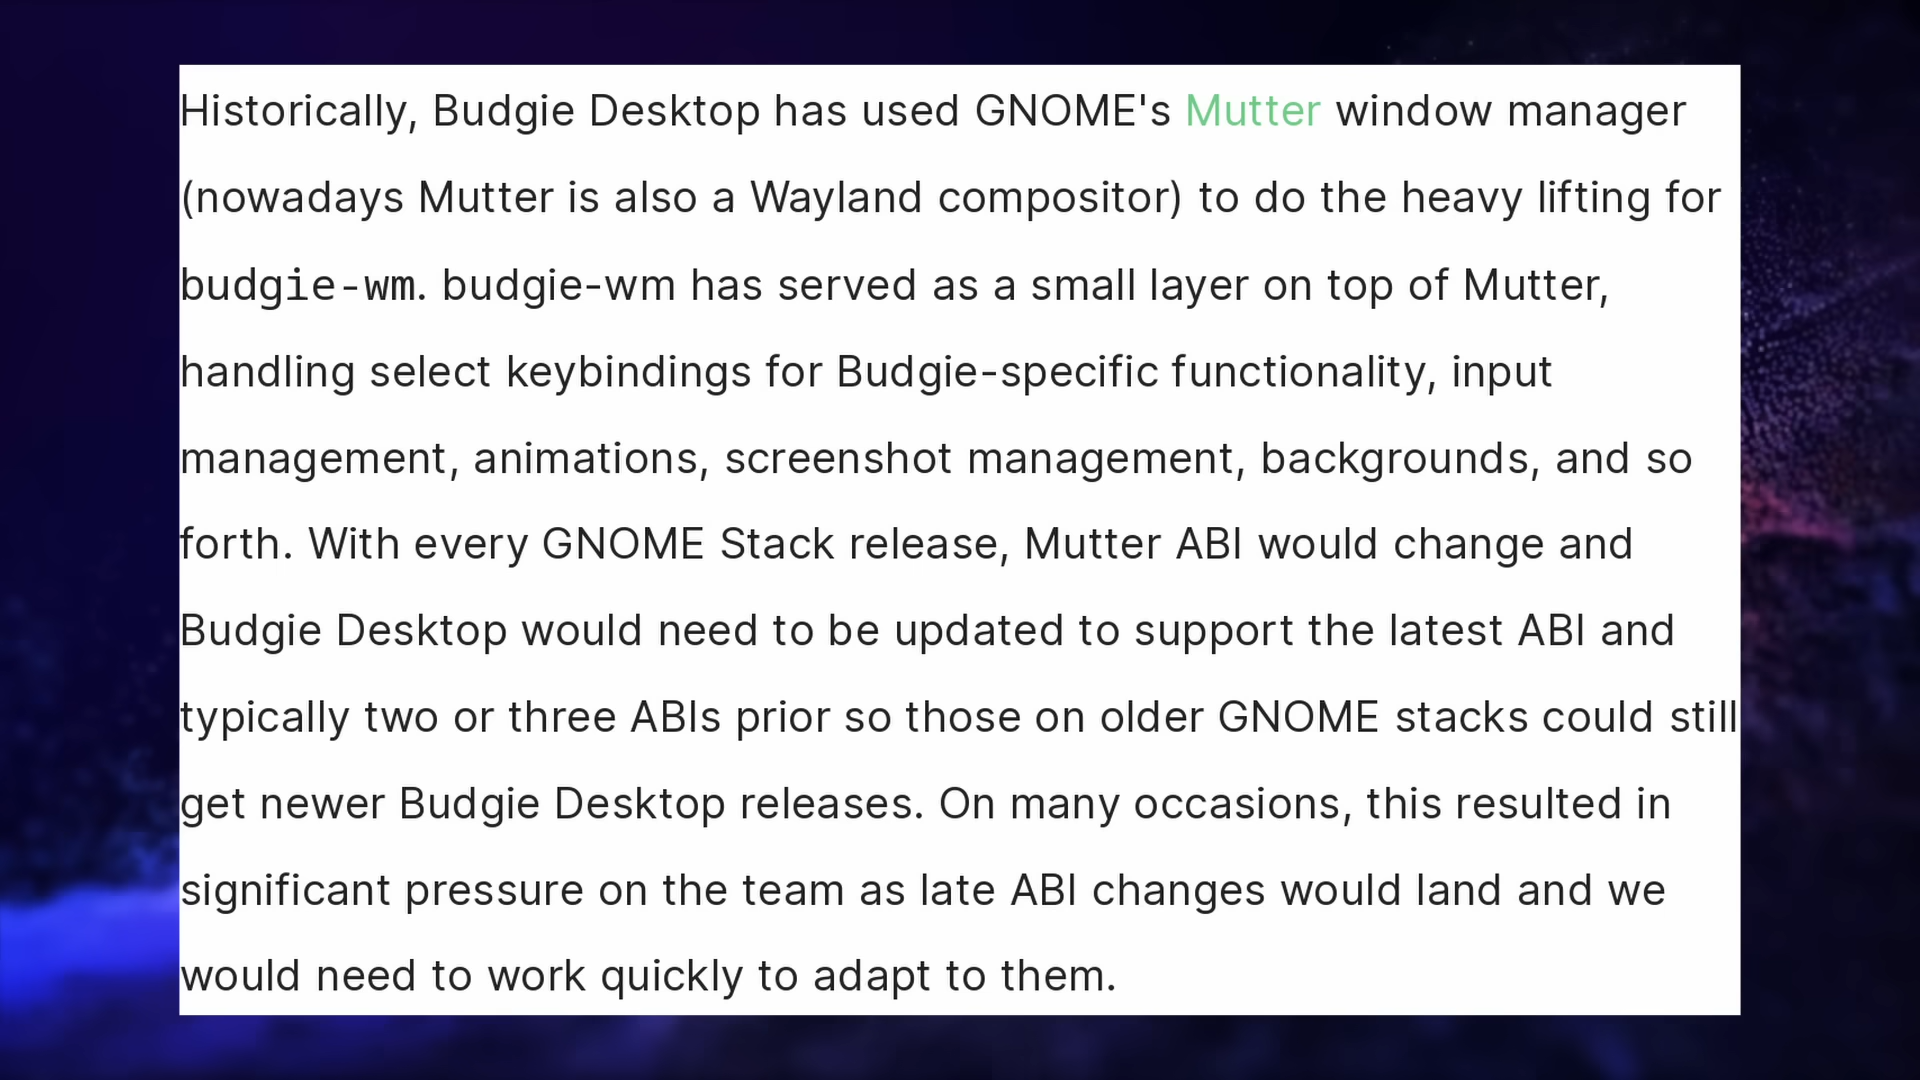 Historically, Budgie Desktop has used GNOME's Mutter window manager
(nowadays Mutter is also a Wayland compositor) to do the heavy lifting for
budgie-wm. budgie-wm has served as a small layer on top of Mutter,
handling select keybindings for Budgie-specific functionality, input
management, animations, screenshot management, backgrounds, and so
forth. With every GNOME Stack release, Mutter ABI would change and
Budgie Desktop would need to be updated to support the latest ABI and
typically two or three ABIs prior so those on older GNOME stacks could still
get newer Budgie Desktop releases. On many occasions, this resulted in
significant pressure on the team as late ABI changes would land and we
would need to work quickly to adapt to them.